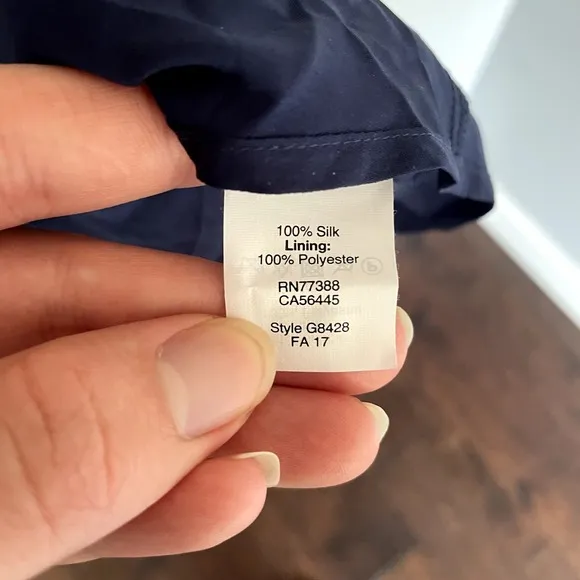 100% Silk
Lining:
100% Polyester
RN77388
CA56445
Style G8428
FA 17